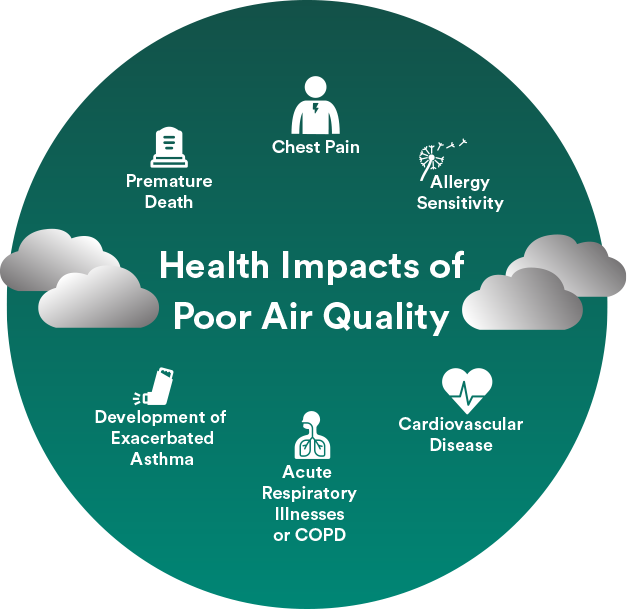 Chest Pain
Premature
Death
Allergy
Sensitivity
Health Impacts of
Poor Air Quality
Development of
Exacerbated
Asthma
Cardiovascular
Disease
Acute
Respiratory
Illnesses
or COPD